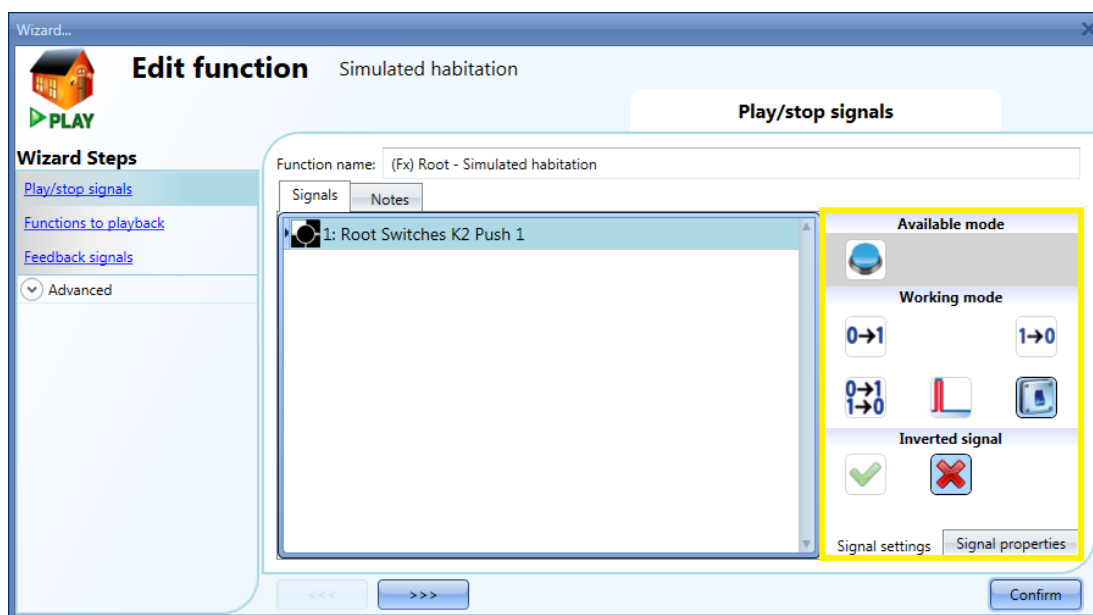 Wizard...
Edit function Simulated habitation
PLAY
Play/stop signals
Wizard Steps
Play/stop signals
Functions to playback
Feedback signals
Advanced
Function name: (Fx) Root - Simulated habitation
Signals Notes
1: Root Switches K2 Push 1
Available mode
Working mode
0→1 1→0
0→1
1→0
Inverted signal
Signal settings Signal properties
<<< >>> Confirm